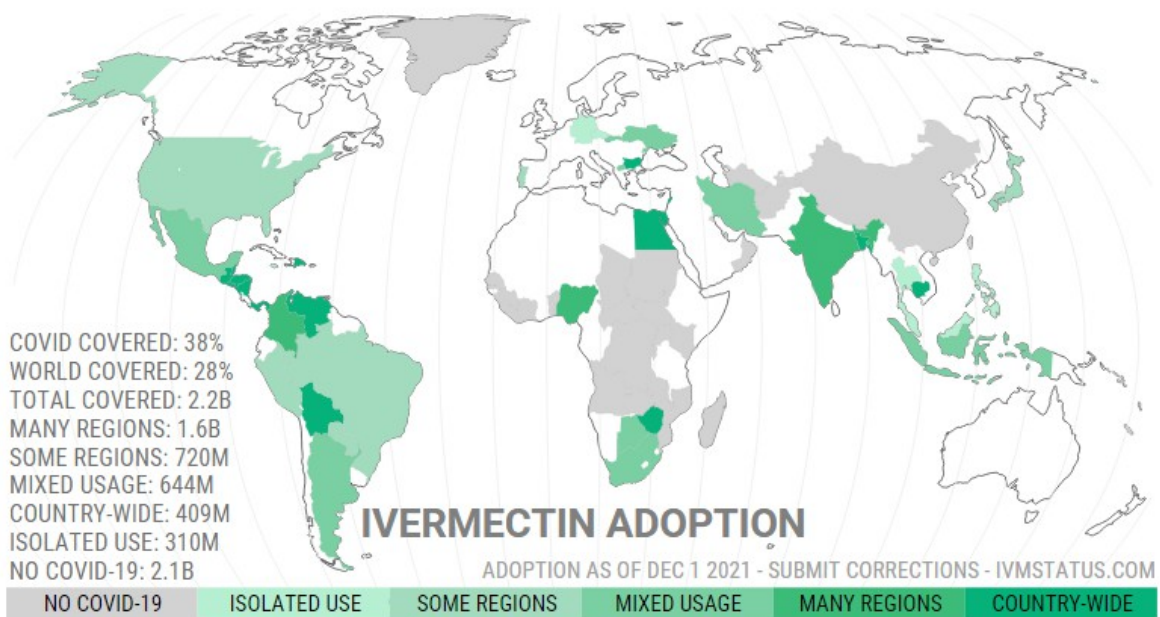 COVID COVERED: 38%
WORLD COVERED: 28%
TOTAL COVERED: 2.2B
MANY REGIONS: 1.6B
SOME REGIONS: 720M
MIXED USAGE: 644M
COUNTRY-WIDE: 409M
ISOLATED USE: 310M
NO COVID-19: 2.1B
IVERMECTIN ADOPTION
ADOPTION AS OF DEC 1 2021 - SUBMIT CORRECTIONS - IVMSTATUS.COM
NO COVID-19 ISOLATED USE SOME REGIONS MIXED USAGE MANY REGIONS COUNTRY-WIDE